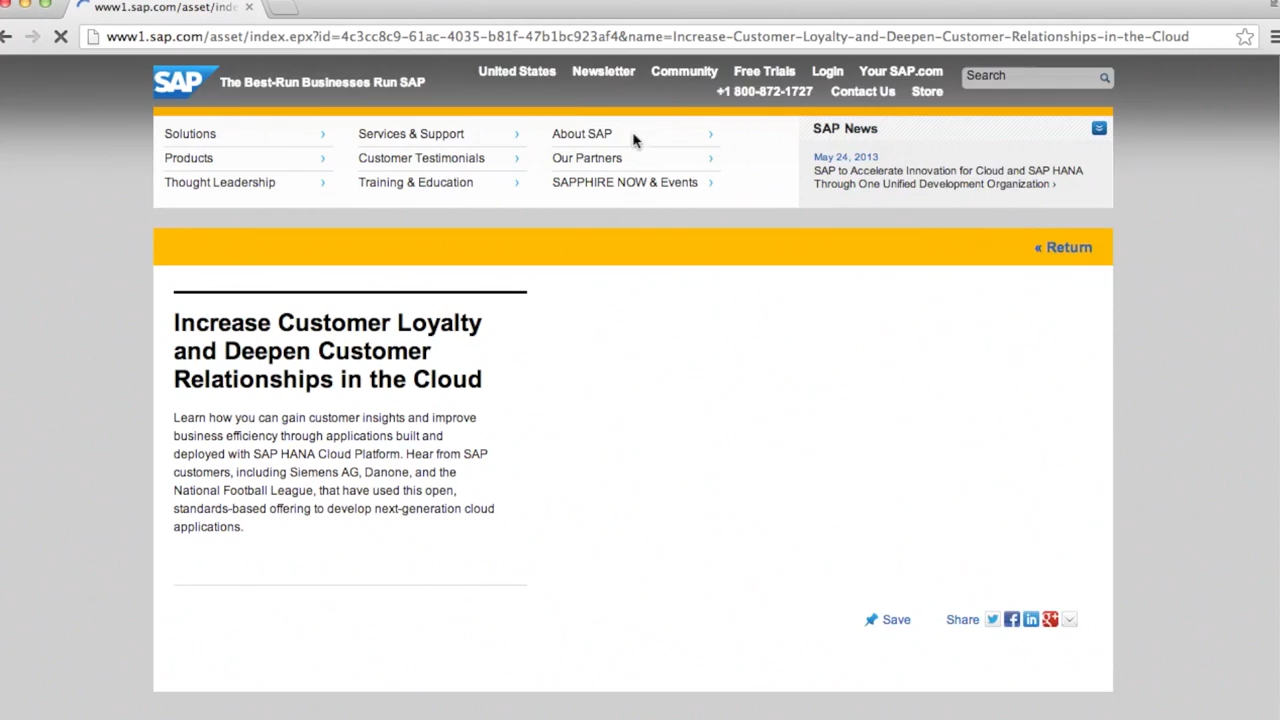 www1.sap.com/asset/inde
www1.sap.com/asset/index.epx?id=4c3cc8c9-61ac-4035-b81f-47b1bc923af4&name=Increase-Customer-Loyalty-and-Deepen-Customer-Relationships-in-the-Cloud
SAP The Best-Run Businesses Run SAP
United States Newsletter Community Free Trials Login Your SAP.com
+1 800-872-1727 Contact Us Store
Search
Solutions › Services & Support › About SAP ›
Products › Customer Testimonials › Our Partners ›
Thought Leadership › Training & Education › SAPPHIRE NOW & Events ›
SAP News
May 24, 2013
SAP to Accelerate Innovation for Cloud and SAP HANA
Through One Unified Development Organization ›
« Return
Increase Customer Loyalty
and Deepen Customer
Relationships in the Cloud
Learn how you can gain customer insights and improve
business efficiency through applications built and
deployed with SAP HANA Cloud Platform. Hear from SAP
customers, including Siemens AG, Danone, and the
National Football League, that have used this open,
standards-based offering to develop next-generation cloud
applications.
Save Share